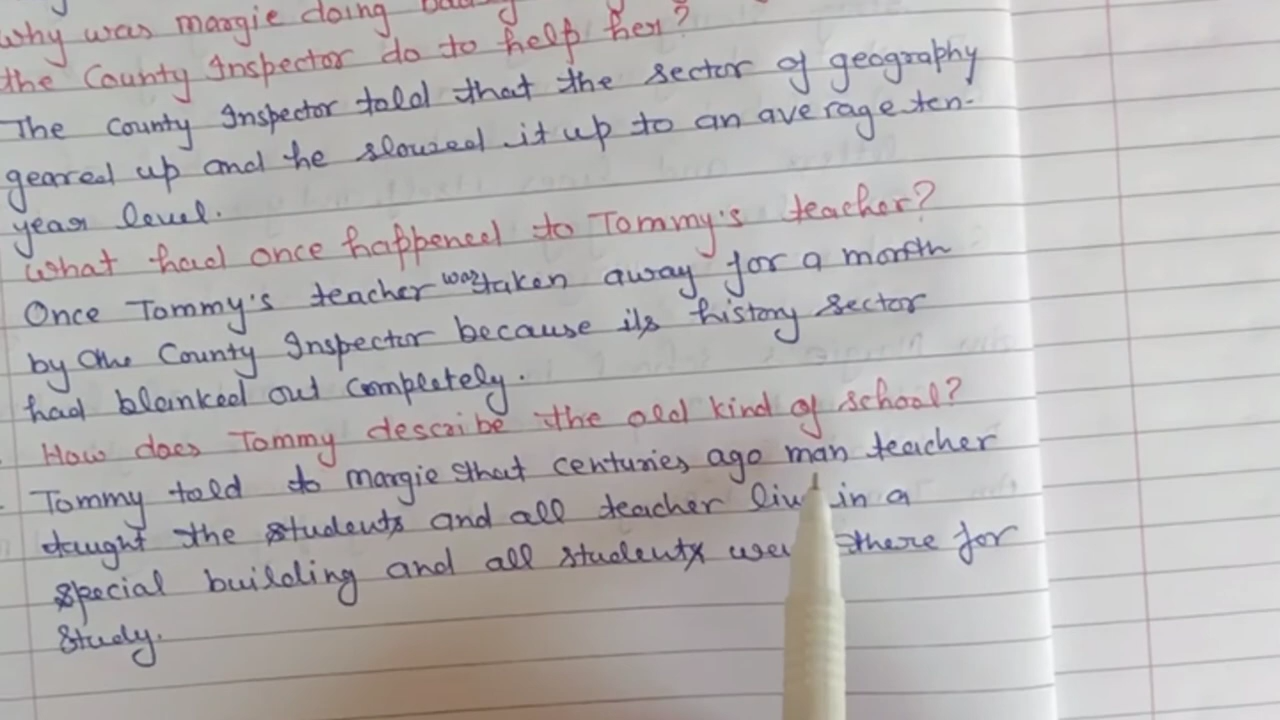 why was margie doing
the County Inspector do to help her?
The County Inspector told that the sector of geography
geared up and he slowed it up to an average ten-
year level.
What had once happened to Tommy's teacher?
Once Tommy's teacher was taken away for a month
by the County Inspector because its history sector
had blanked out completely.
How does Tommy describe the old kind of school?
Tommy told to margie that centuries ago man teacher
taught the students and all teacher in a
special building and all students there for
study.